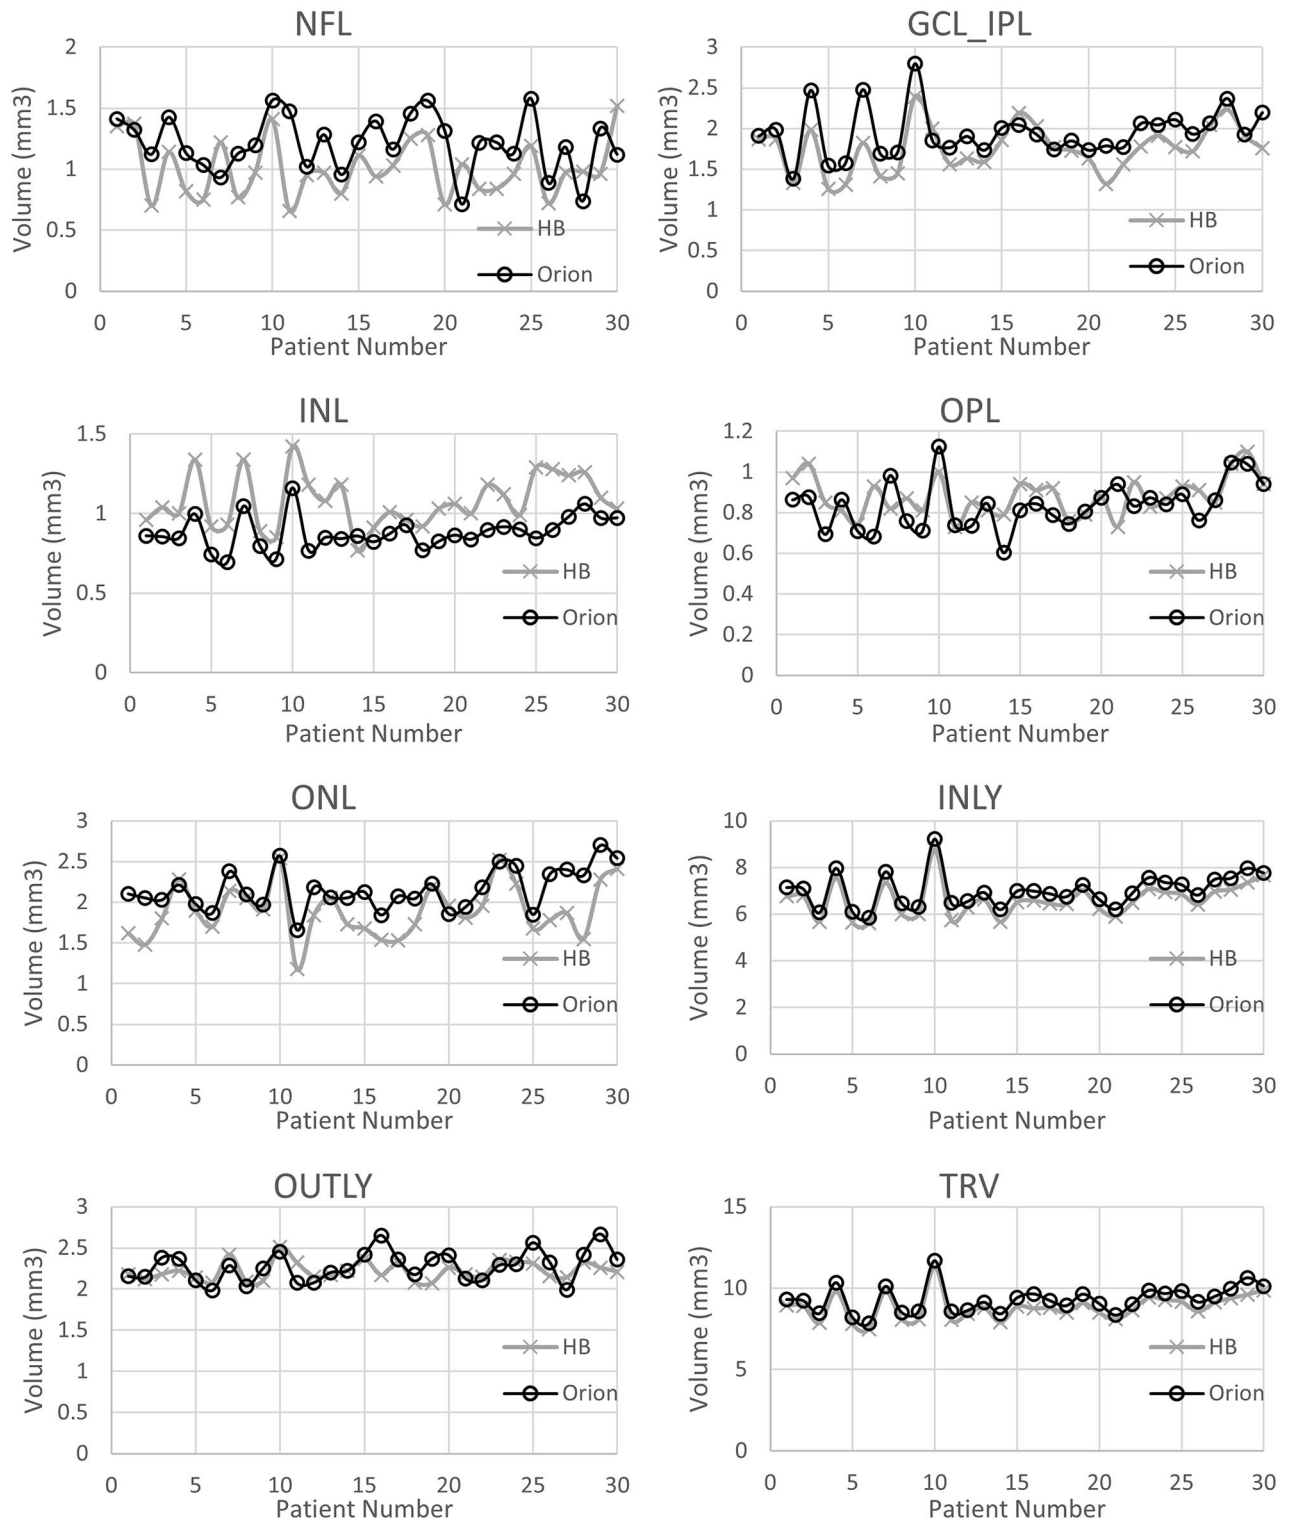 NFL
2
1.5
1
0.5
0
Volume (mm3)
HB
Orion
0 5 10 15 20 25 30
Patient Number
GCL_IPL
3
2.5
2
1.5
1
0.5
0
Volume (mm3)
HB
Orion
0 5 10 15 20 25 30
Patient Number
INL
1.5
1
0.5
0
Volume (mm3)
HB
Orion
0 5 10 15 20 25 30
Patient Number
OPL
1.2
1
0.8
0.6
0.4
0.2
0
Volume (mm3)
HB
Orion
0 5 10 15 20 25 30
Patient Number
ONL
3
2.5
2
1.5
1
0.5
0
Volume (mm3)
HB
Orion
0 5 10 15 20 25 30
Patient Number
INLY
10
8
6
4
2
0
Volume (mm3)
HB
Orion
0 5 10 15 20 25 30
Patient Number
OUTLY
3
2.5
2
1.5
1
0.5
0
Volume (mm3)
HB
Orion
0 5 10 15 20 25 30
Patient Number
TRV
15
10
5
0
Volume (mm3)
HB
Orion
0 5 10 15 20 25 30
Patient Number